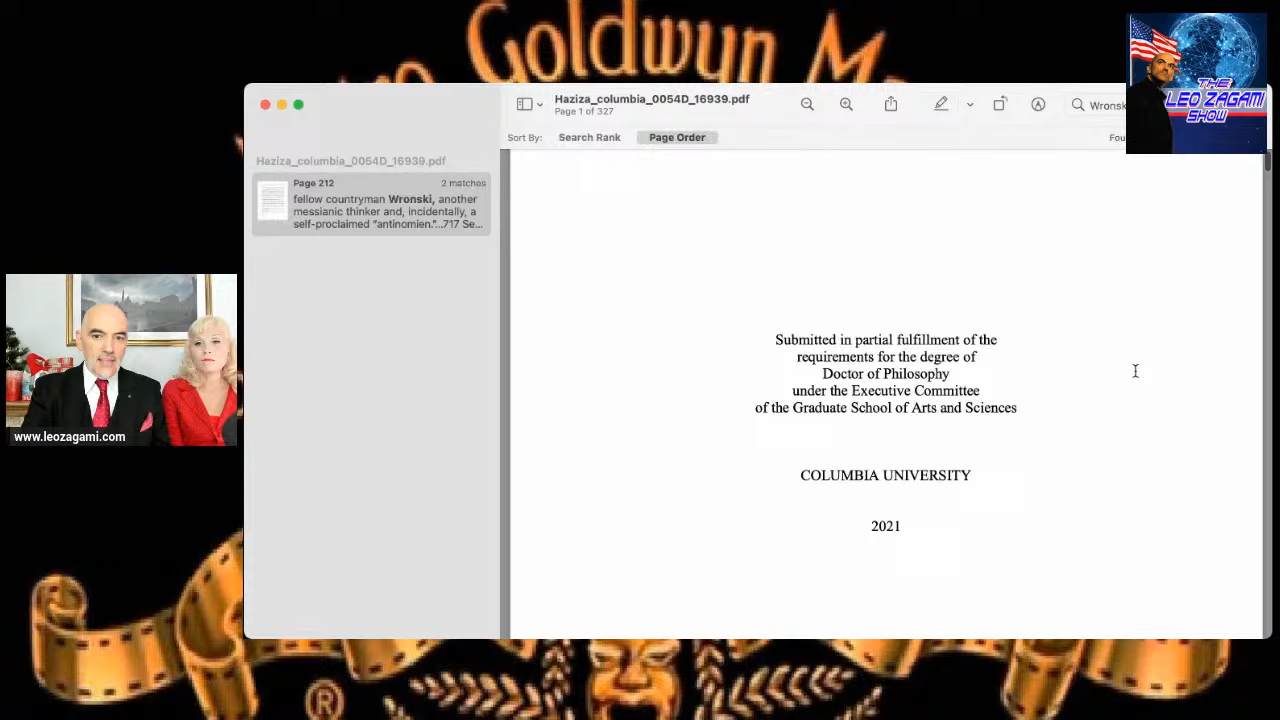 Goldwyn M
THE
LEO ZAGAMI
SHOW
Haziza_columbia_0054D_16939.pdf
Page 1 of 327
Wronsk
Sort By:
Search Rank
Page Order
Fou
Haziza_columbia_0054D_16939.pdf
Page 212
2 matches
fellow countryman Wronski, another
messianic thinker and, incidentally, a
self-proclaimed “antinomien.”...717 Se...
Submitted in partial fulfillment of the
requirements for the degree of
Doctor of Philosophy
under the Executive Committee
of the Graduate School of Arts and Sciences
COLUMBIA UNIVERSITY
2021
www.leozagami.com
®